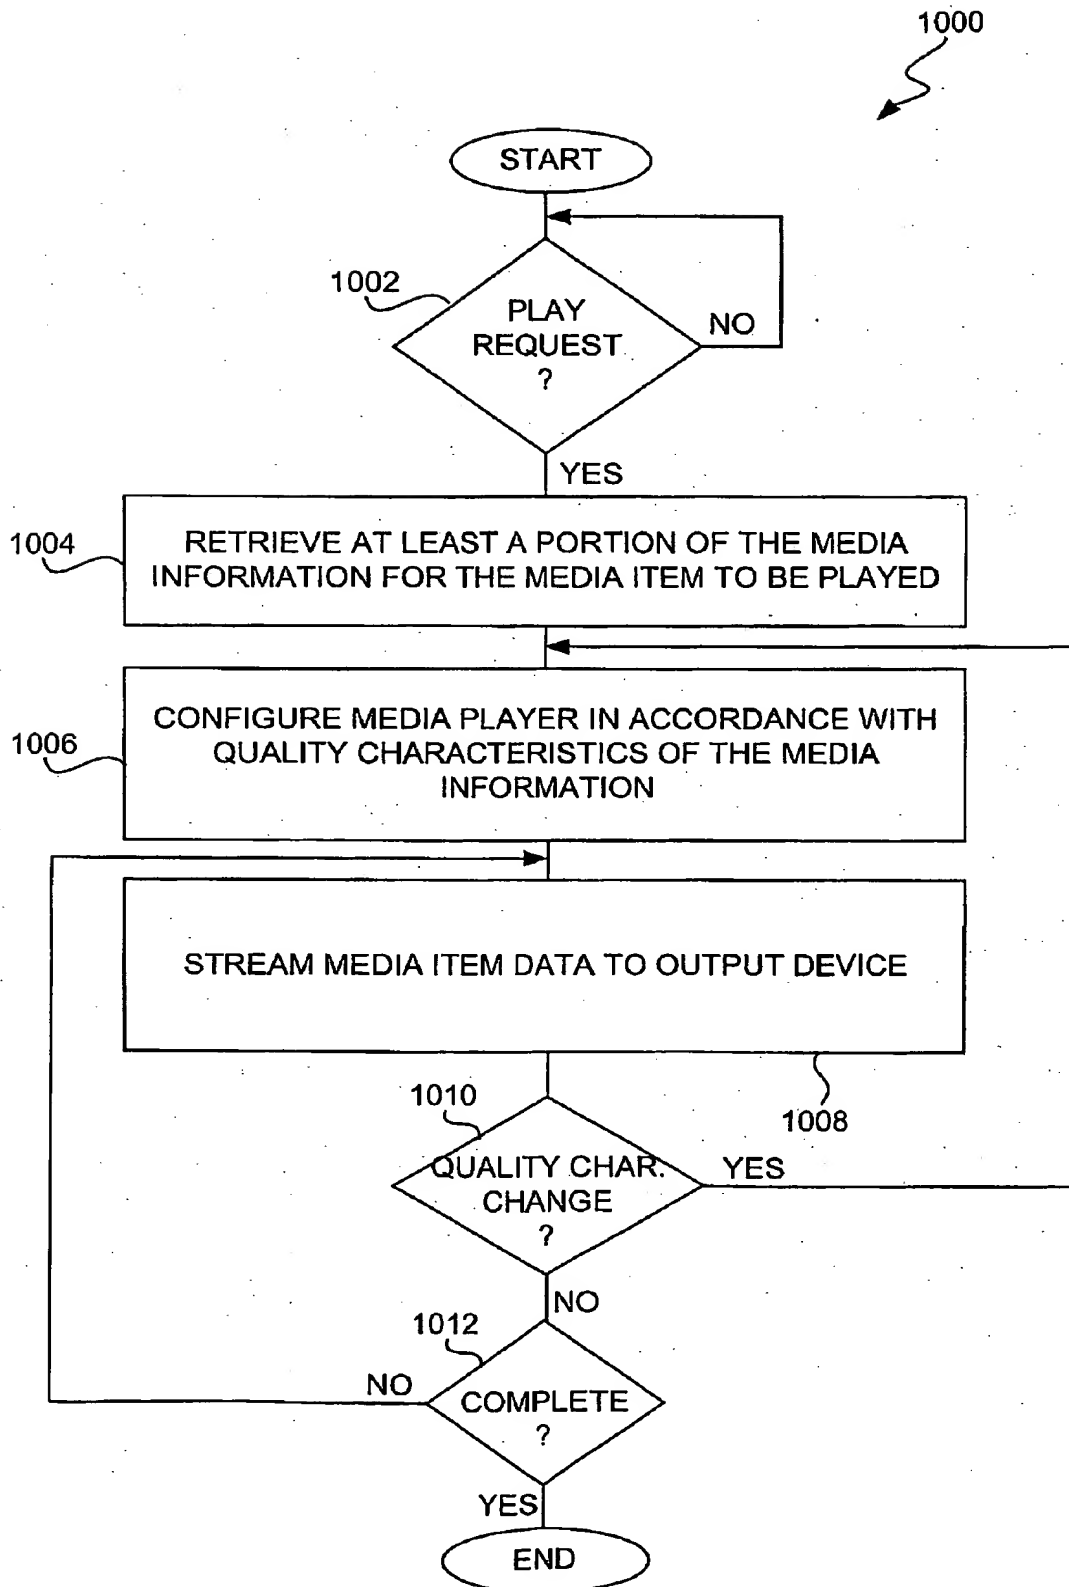 1000
START
1002
PLAY
REQUEST
?
NO
YES
1004
RETRIEVE AT LEAST A PORTION OF THE MEDIA
INFORMATION FOR THE MEDIA ITEM TO BE PLAYED
1006
CONFIGURE MEDIA PLAYER IN ACCORDANCE WITH
QUALITY CHARACTERISTICS OF THE MEDIA
INFORMATION
STREAM MEDIA ITEM DATA TO OUTPUT DEVICE
1008
1010
QUALITY CHAR.
CHANGE
?
YES
NO
1012
COMPLETE
?
NO
YES
END